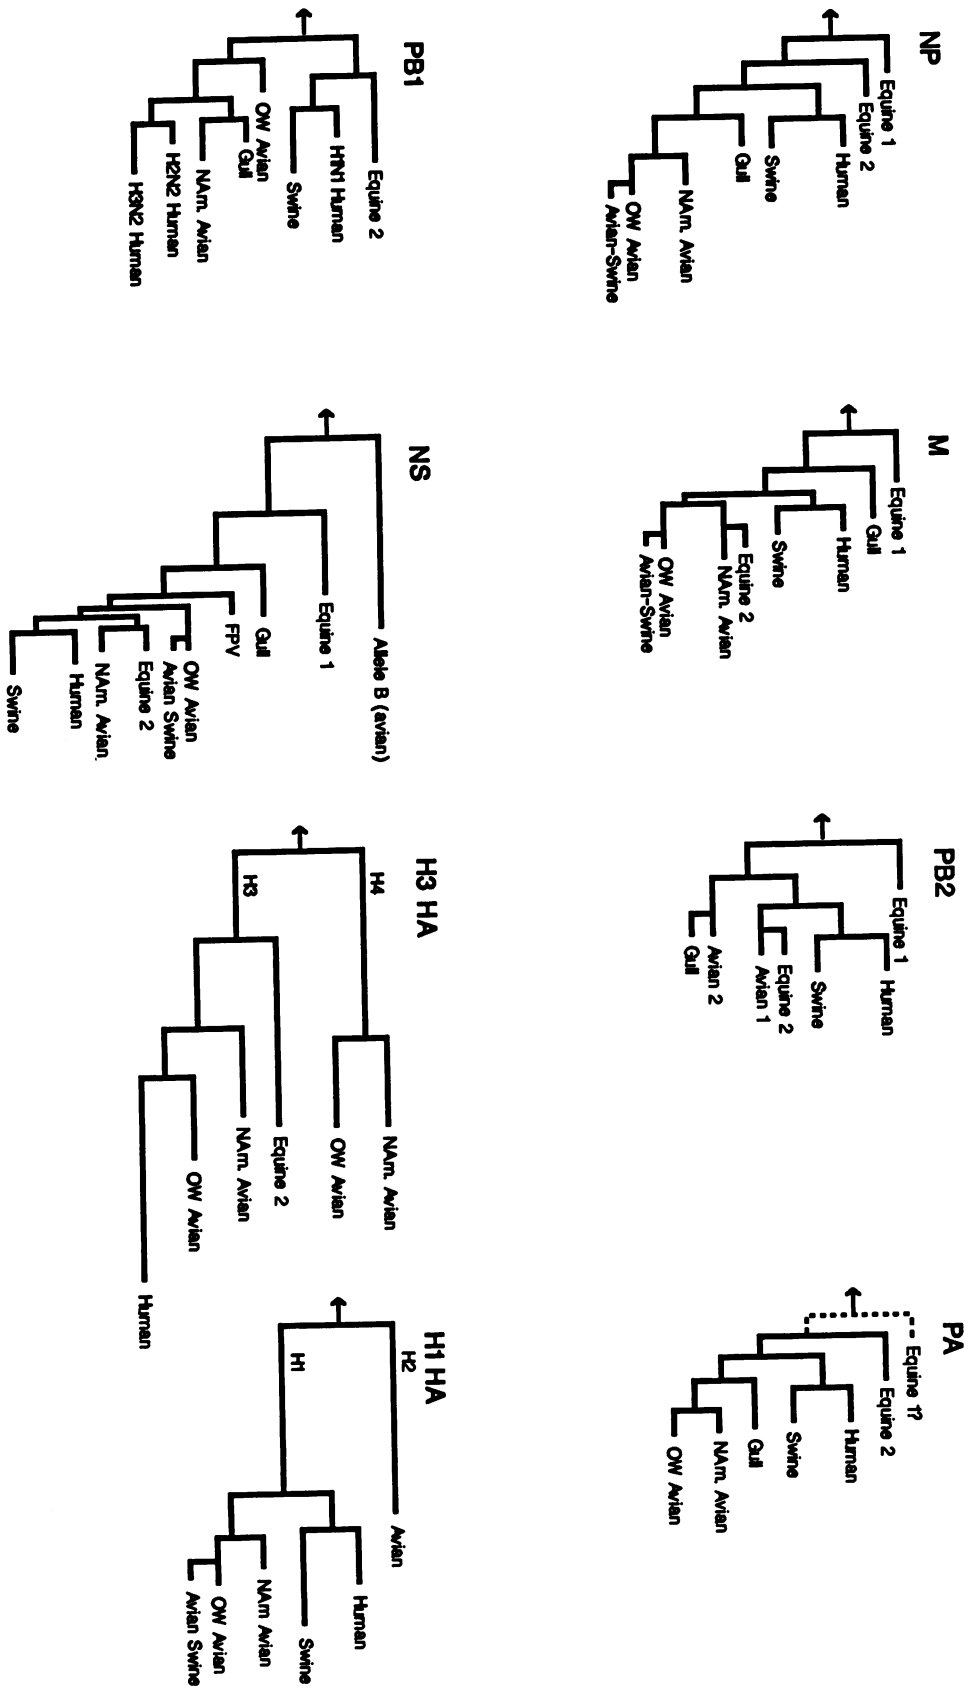 NP
Equine 1
Equine 2
Human
Swine
Gull
NAm. Avian
OW Avian
Avian-Swine
M
Equine 1
Gull
Human
Swine
Equine 2
NAm. Avian
OW Avian
Avian-Swine
PB2
Equine 1
Human
Swine
Equine 2
Avian 1
Avian 2
Gull
PA
Equine 1?
Equine 2
Human
Swine
Gull
NAm. Avian
OW Avian
PB1
Equine 2
H1N1 Human
Swine
OW Avian
Gull
NAm. Avian
H2N2 Human
H3N2 Human
NS
Allele B (avian)
Equine 1
Gull
FPV
OW Avian
Avian Swine
Equine 2
NAm. Avian.
Human
Swine
H3 HA
H4
H3
NAm. Avian
OW Avian
Equine 2
NAm. Avian
OW Avian
Human
H1 HA
H2
H1
Avian
Human
Swine
NAm Avian
OW Avian
Avian Swine